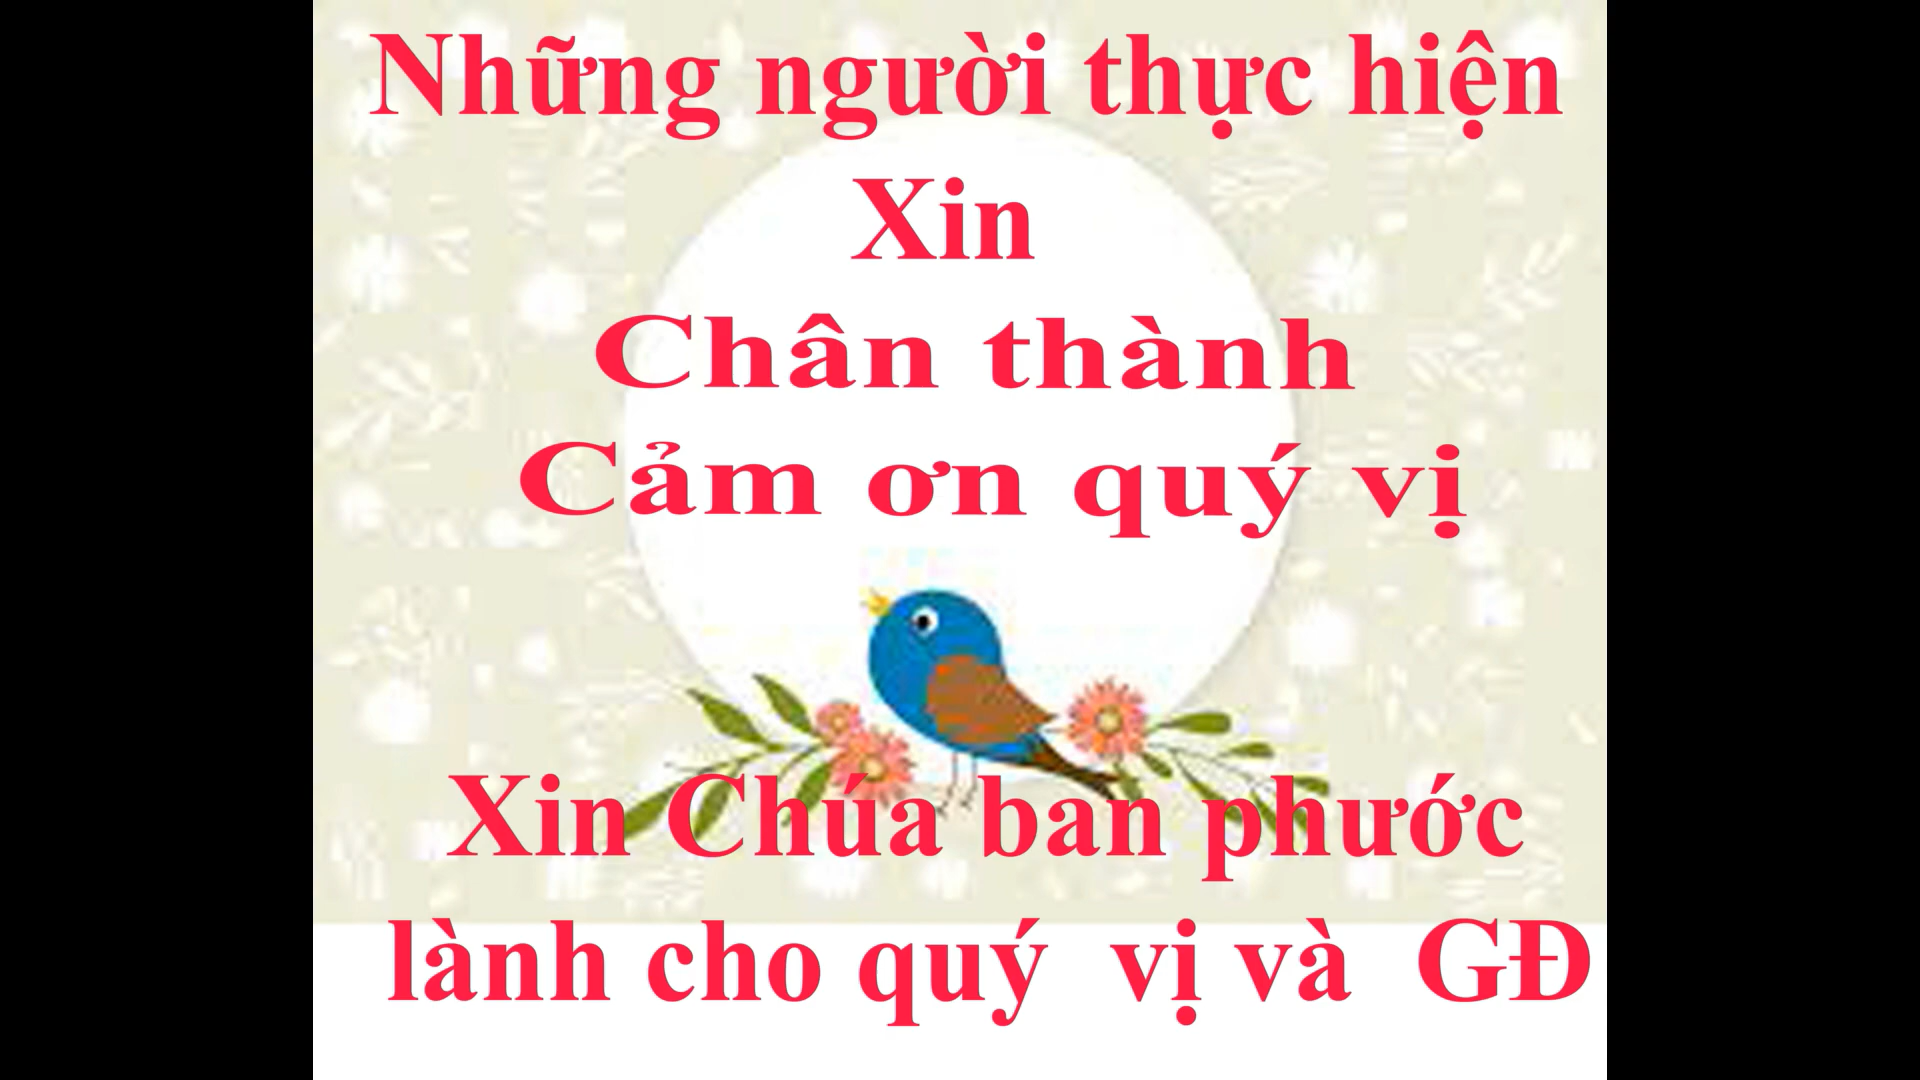 Những người thực hiện
Xin
Chân thành
Cảm ơn quý vị
Xin Chúa ban phước
lành cho quý vị và GĐ